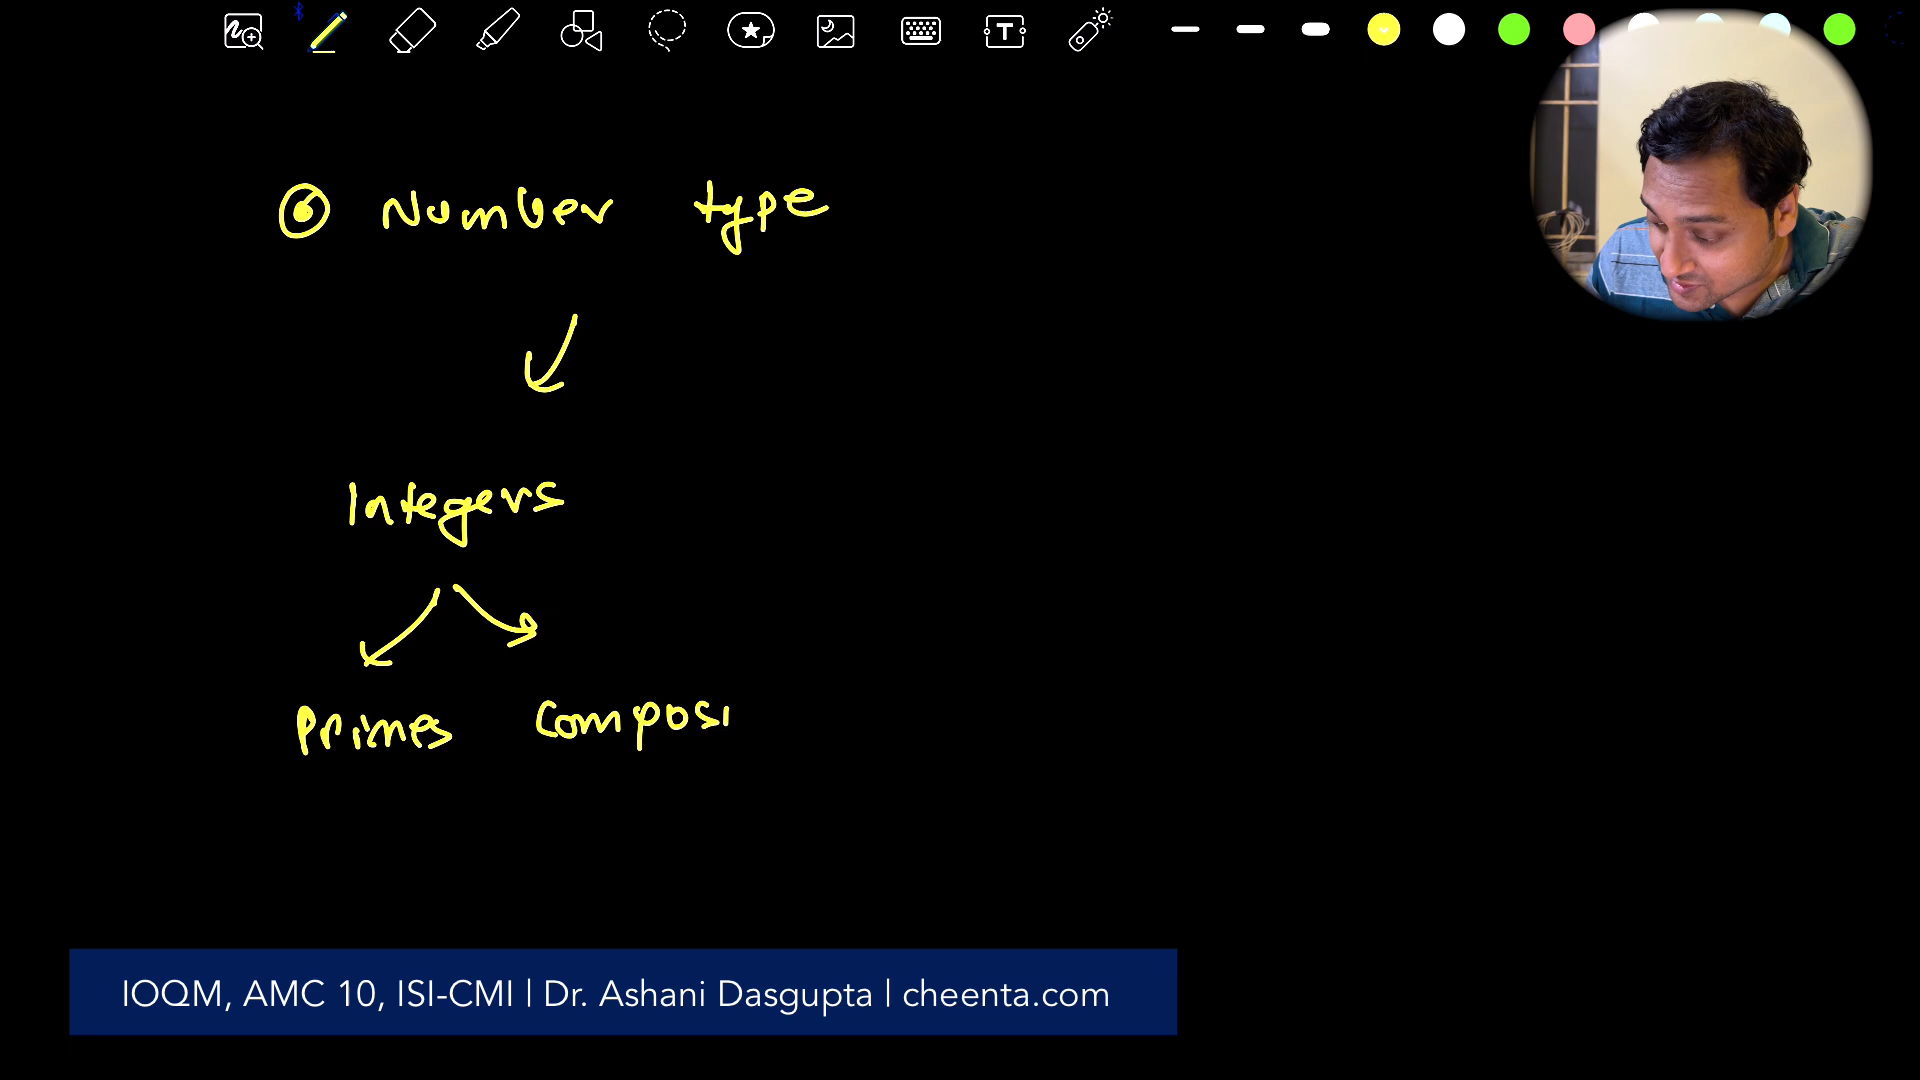 Number type
Integers
Primes Composi
IOQM, AMC 10, ISI-CMI | Dr. Ashani Dasgupta | cheenta.com